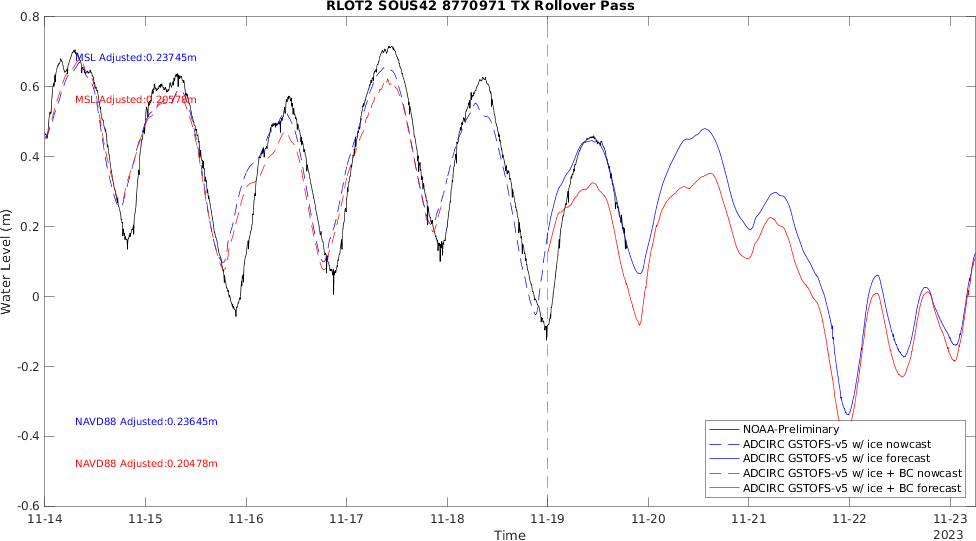 RLOT2 SOUS42 8770971 TX Rollover Pass
0.8
0.6
0.4
0.2
0
-0.2
-0.4
-0.6
Water Level (m)
MSL Adjusted:0.23745m
MSL Adjusted:0.20578m
NAVD88 Adjusted:0.23645m
NAVD88 Adjusted:0.20478m
NOAA-Preliminary
ADCIRC GSTOFS-v5 w/ ice nowcast
ADCIRC GSTOFS-v5 w/ ice forecast
ADCIRC GSTOFS-v5 w/ ice + BC nowcast
ADCIRC GSTOFS-v5 w/ ice + BC forecast
11-14 11-15 11-16 11-17 11-18 11-19 11-20 11-21 11-22 11-23
Time 2023